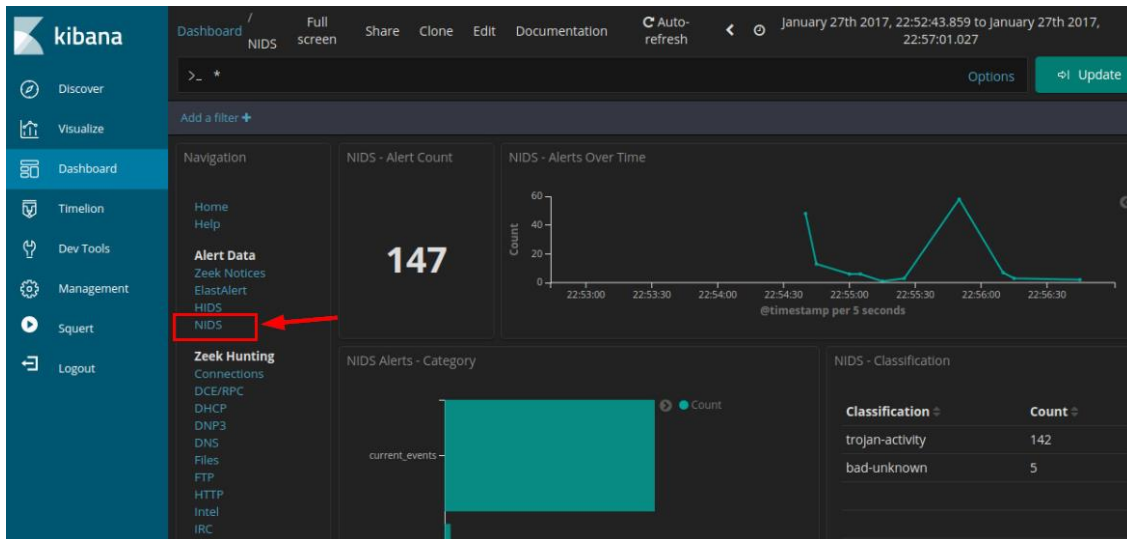 kibana
Discover
Visualize
Dashboard
Timelion
Dev Tools
Management
Squert
Logout
Dashboard / NIDS
Full screen
Share Clone Edit Documentation
Auto-refresh
January 27th 2017, 22:52:43.859 to January 27th 2017, 22:57:01.027
>_ *
Options
Update
Add a filter +
Navigation
Home
Help
Alert Data
Zeek Notices
ElastAlert
HIDS
NIDS
Zeek Hunting
Connections
DCE/RPC
DHCP
DNP3
DNS
Files
FTP
HTTP
Intel
IRC
NIDS - Alert Count
147
NIDS - Alerts Over Time
60
40
20
0
Count
22:53:00 22:53:30 22:54:00 22:54:30 22:55:00 22:55:30 22:56:00 22:56:30
@timestamp per 5 seconds
NIDS Alerts - Category
current_events
Count
NIDS - Classification
Classification Count
trojan-activity 142
bad-unknown 5